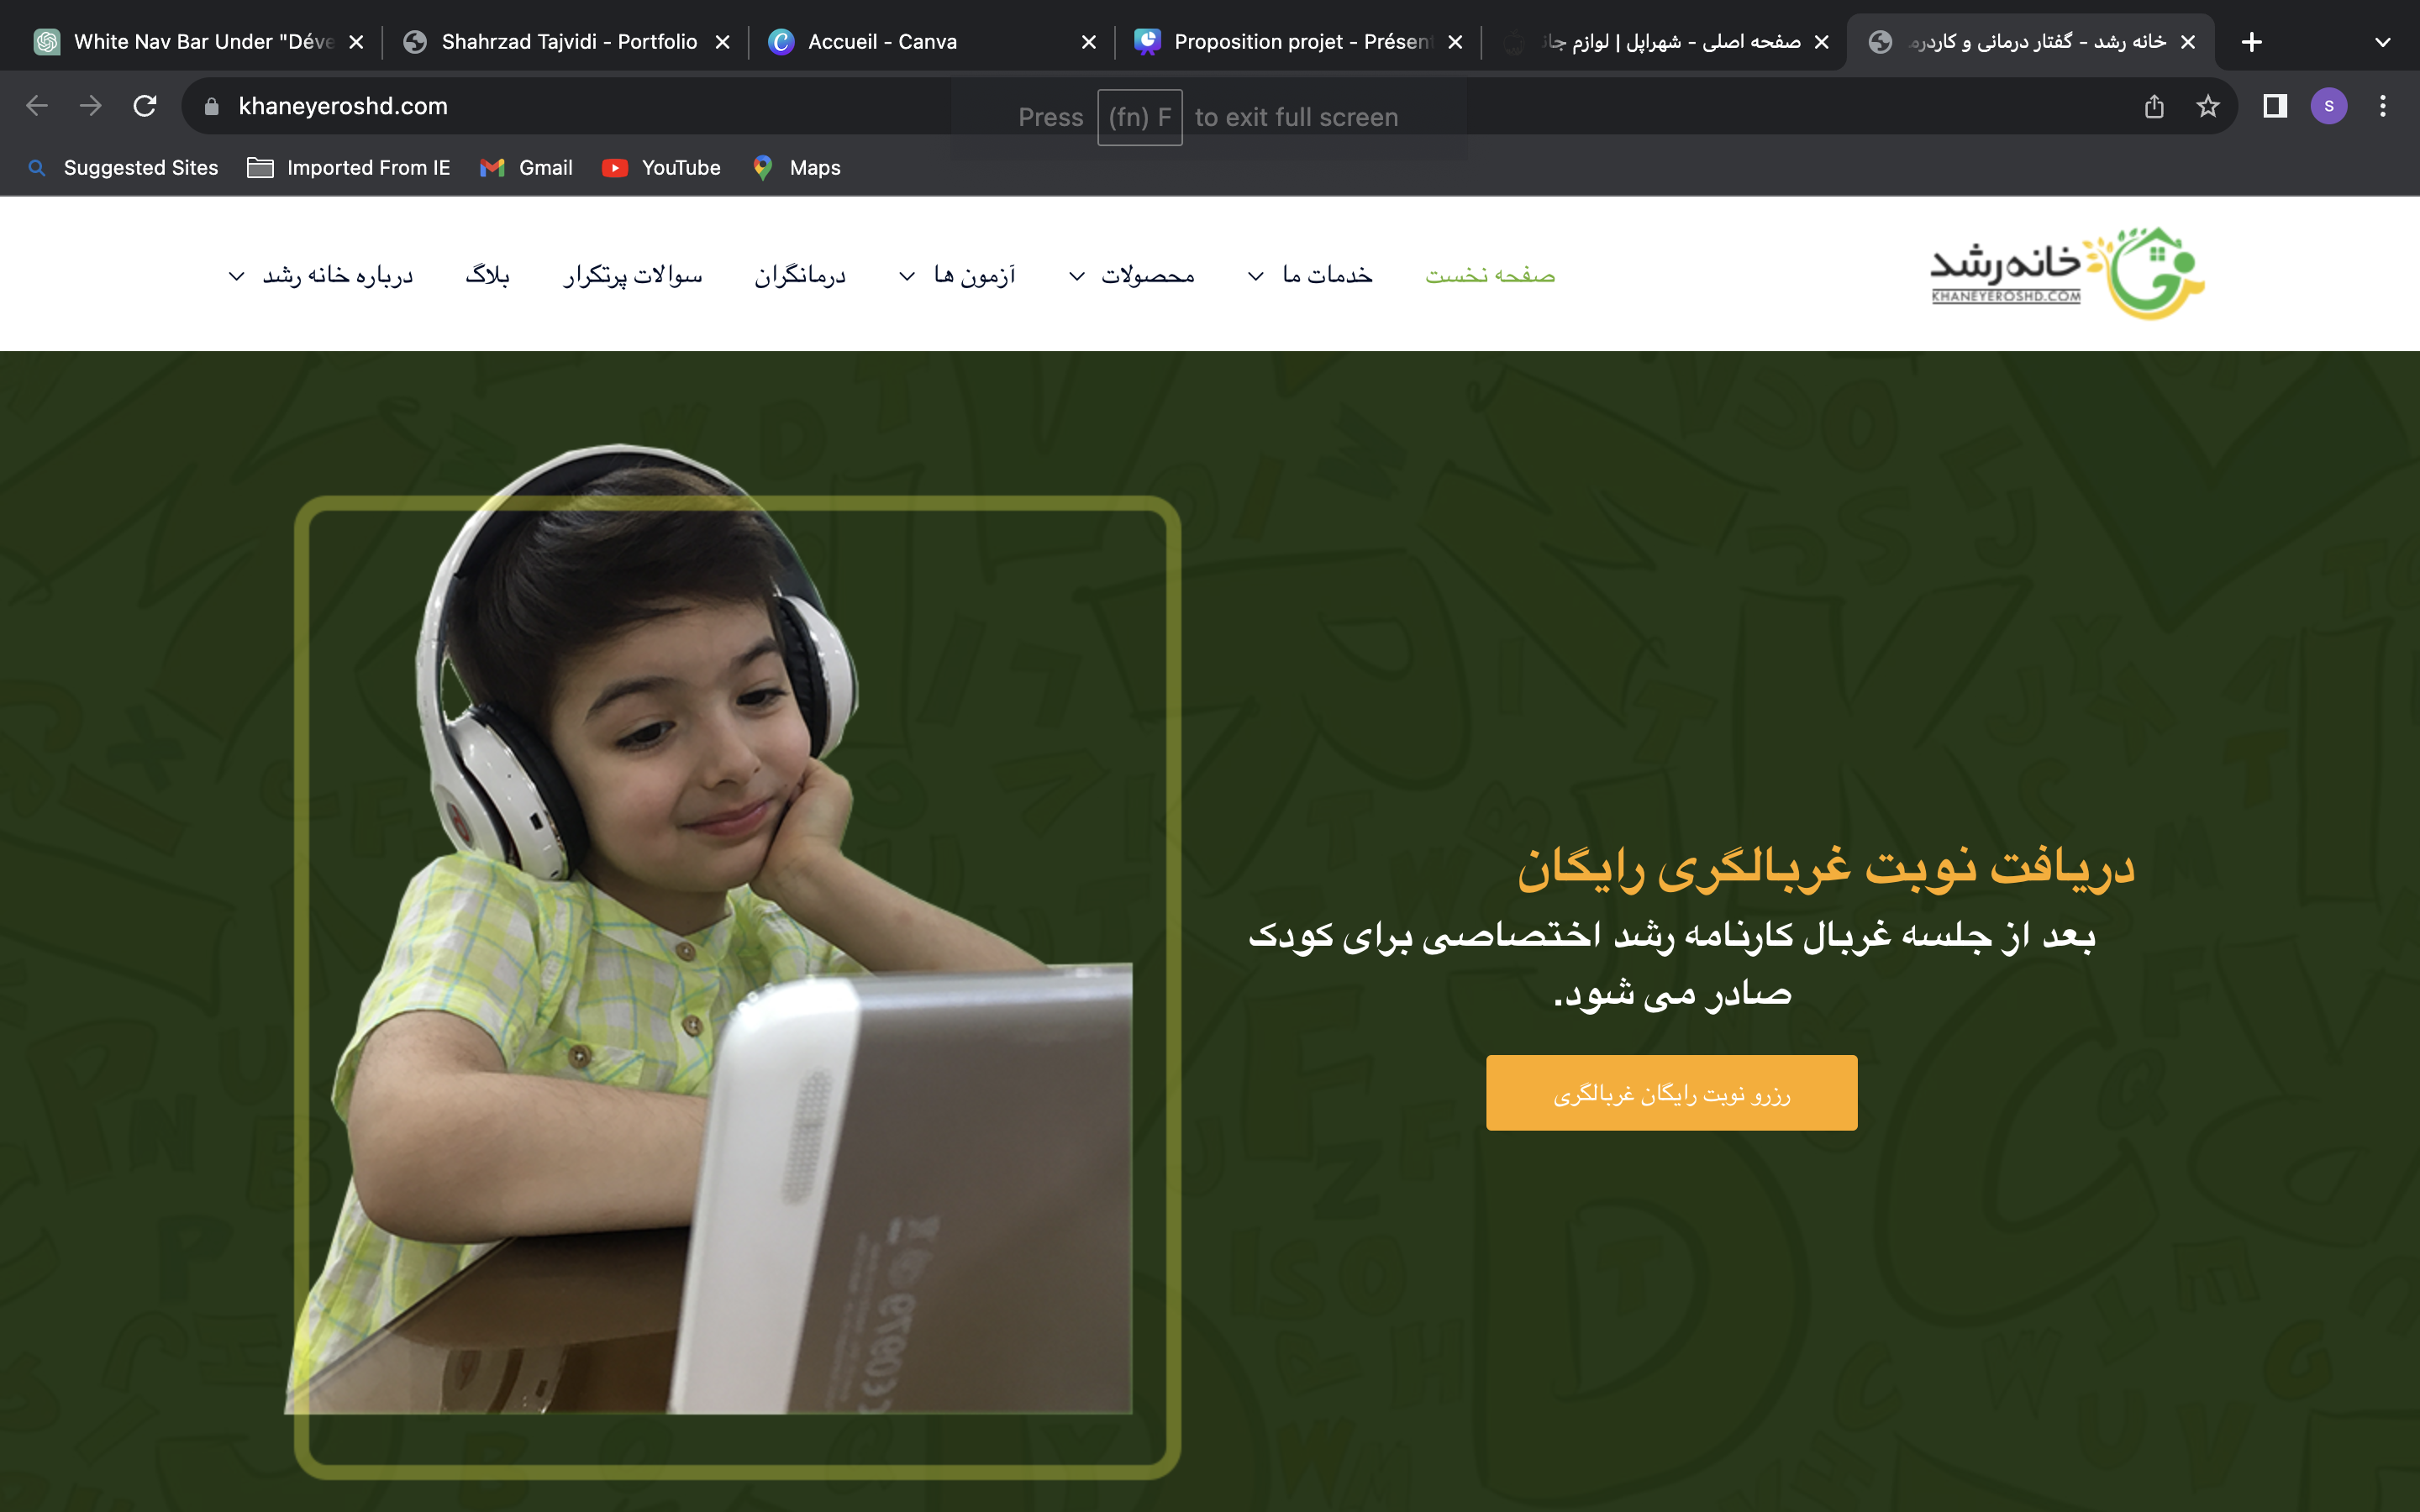 White Nav Bar Under "Déve
Shahrzad Tajvidi - Portfolio
Accueil - Canva
Proposition projet - Présent
صفحه اصلی - شهراپل | لوازم جان
خانه رشد - گفتار درمانی و کاردرم
khaneyeroshd.com
Press (fn) F to exit full screen
S
Suggested Sites
Imported From IE
Gmail
YouTube
Maps
خانه رشد
KHANEYEROSHD.COM
صفحه نخست
خدمات ما
محصولات
آزمون ها
درمانگران
سوالات پرتکرار
بلاگ
درباره خانه رشد
دریافت نوبت غربالگری رایگان
بعد از جلسه غربال کارنامه رشد اختصاصی برای کودک
صادر می شود.
رزرو نوبت رایگان غربالگری